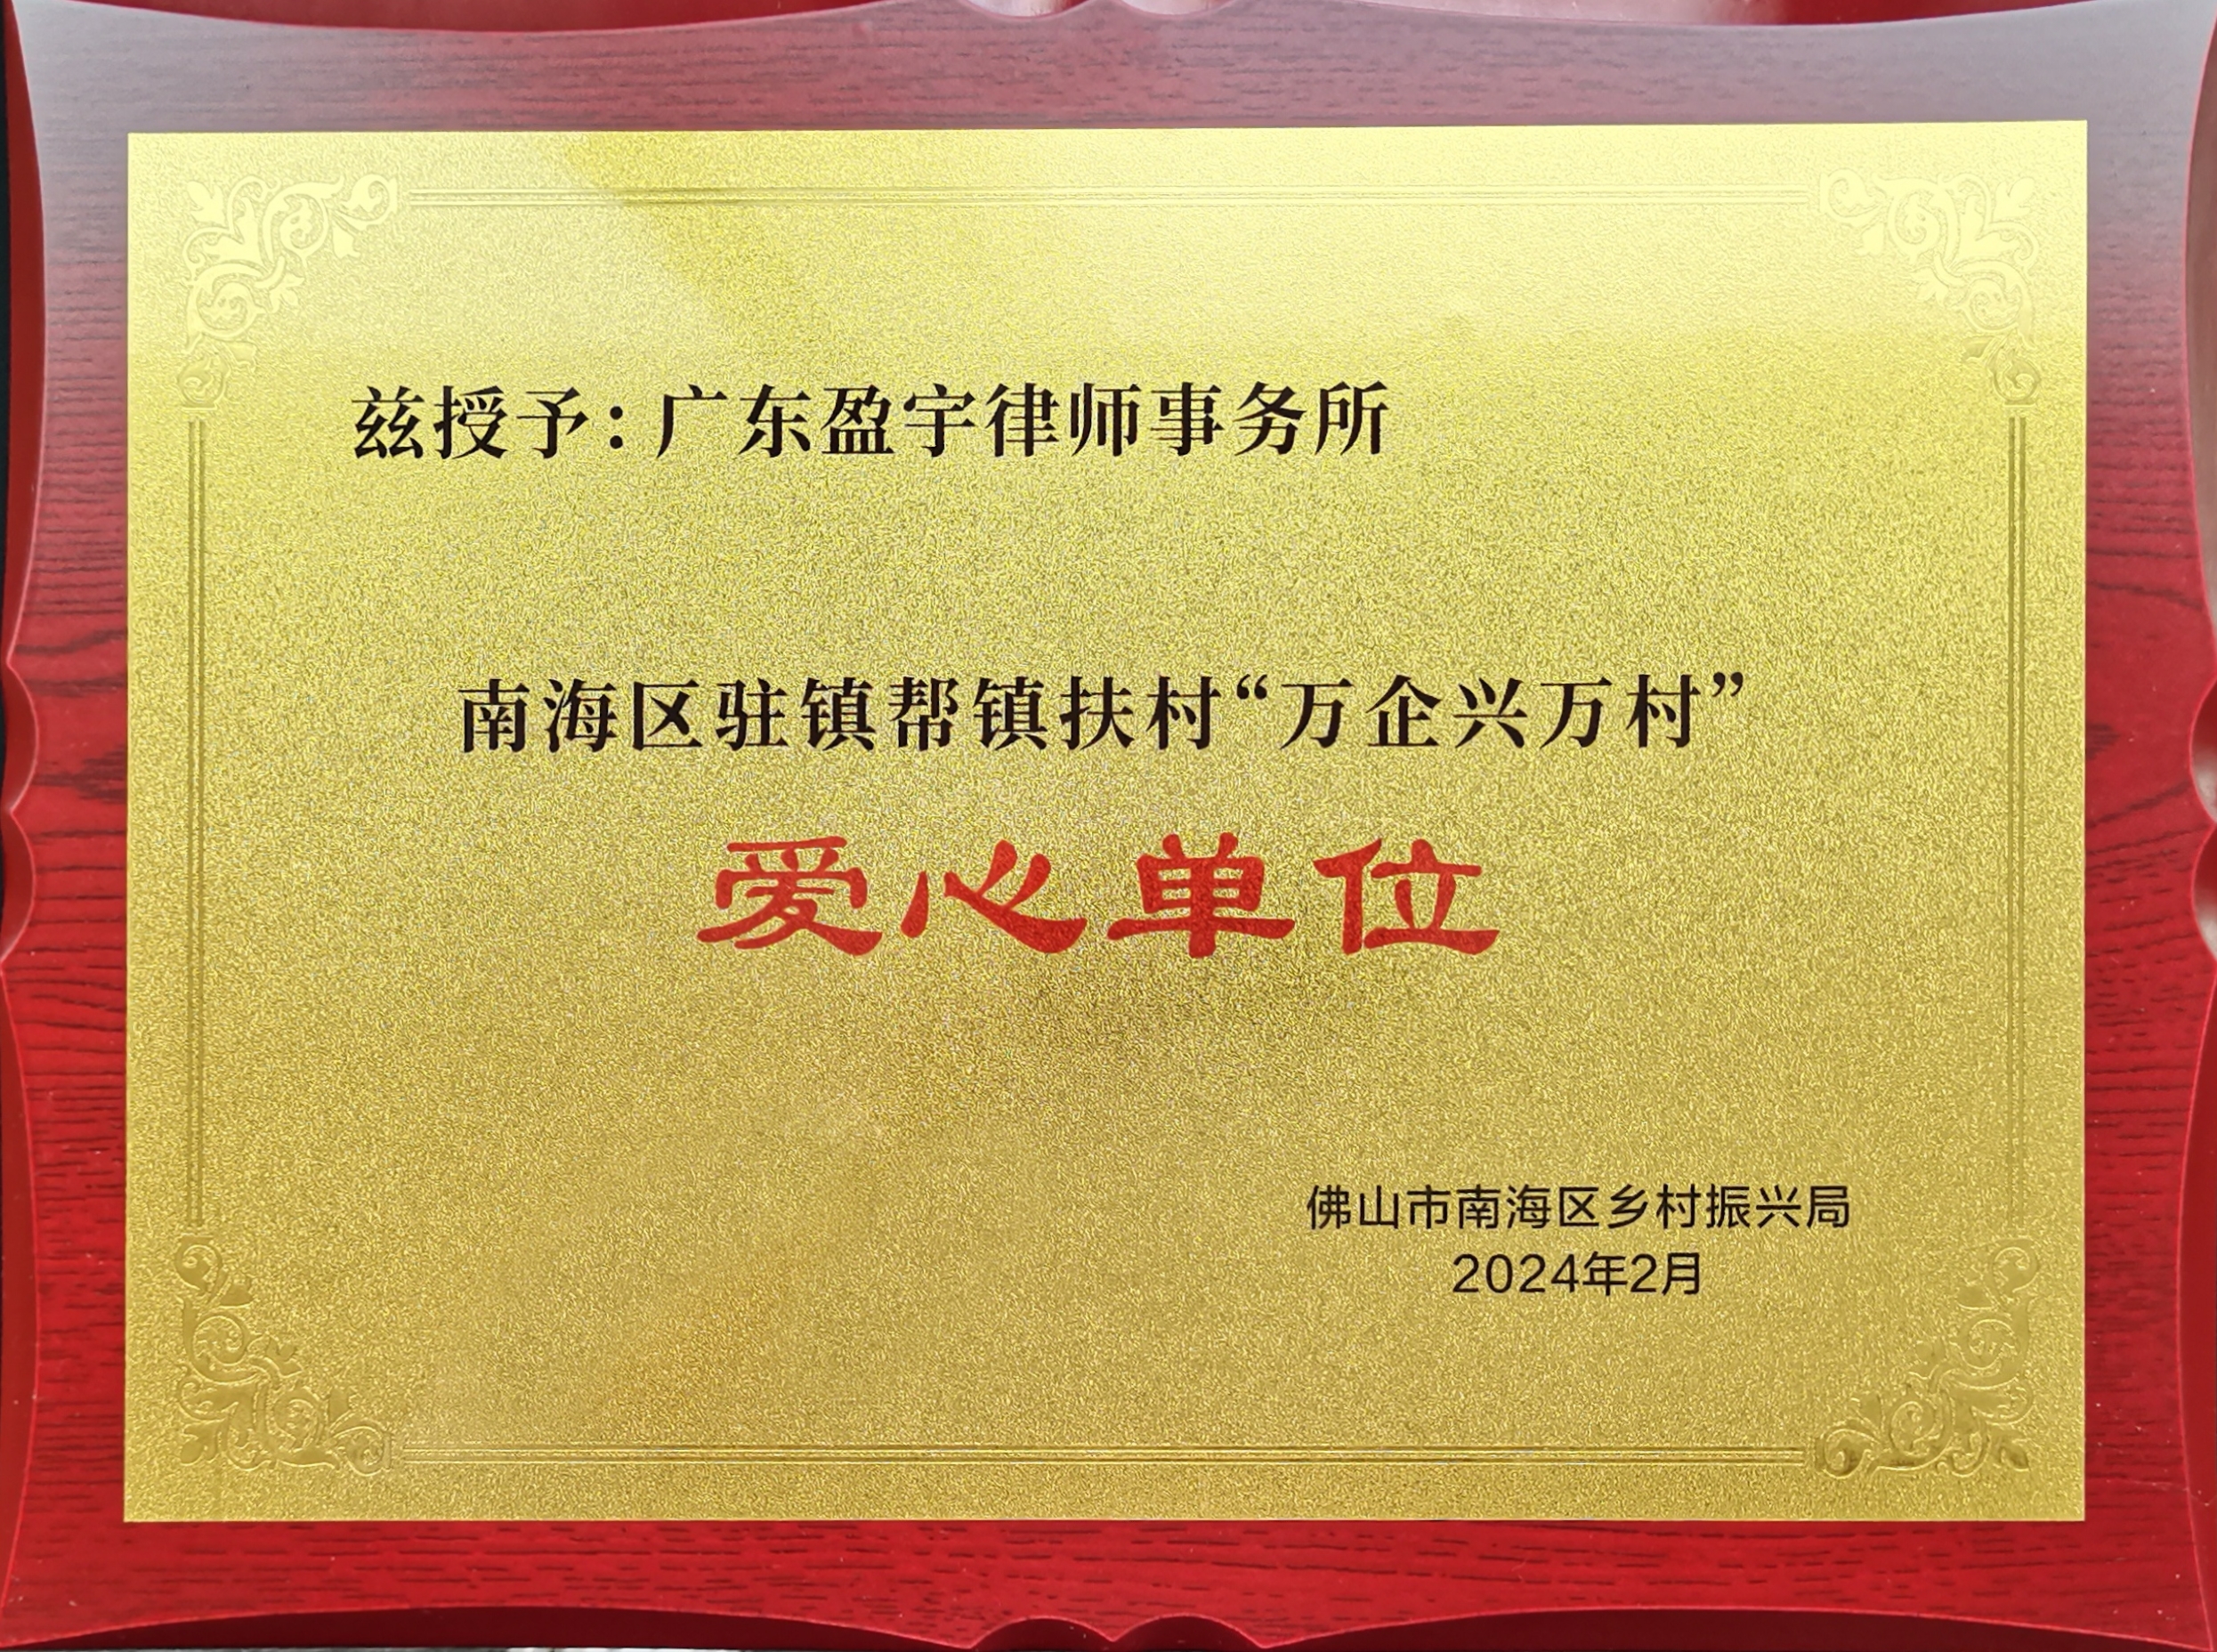 兹授予：广东盈宇律师事务所
南海区驻镇帮镇扶村“万企兴万村”
爱心单位
佛山市南海区乡村振兴局
2024年2月